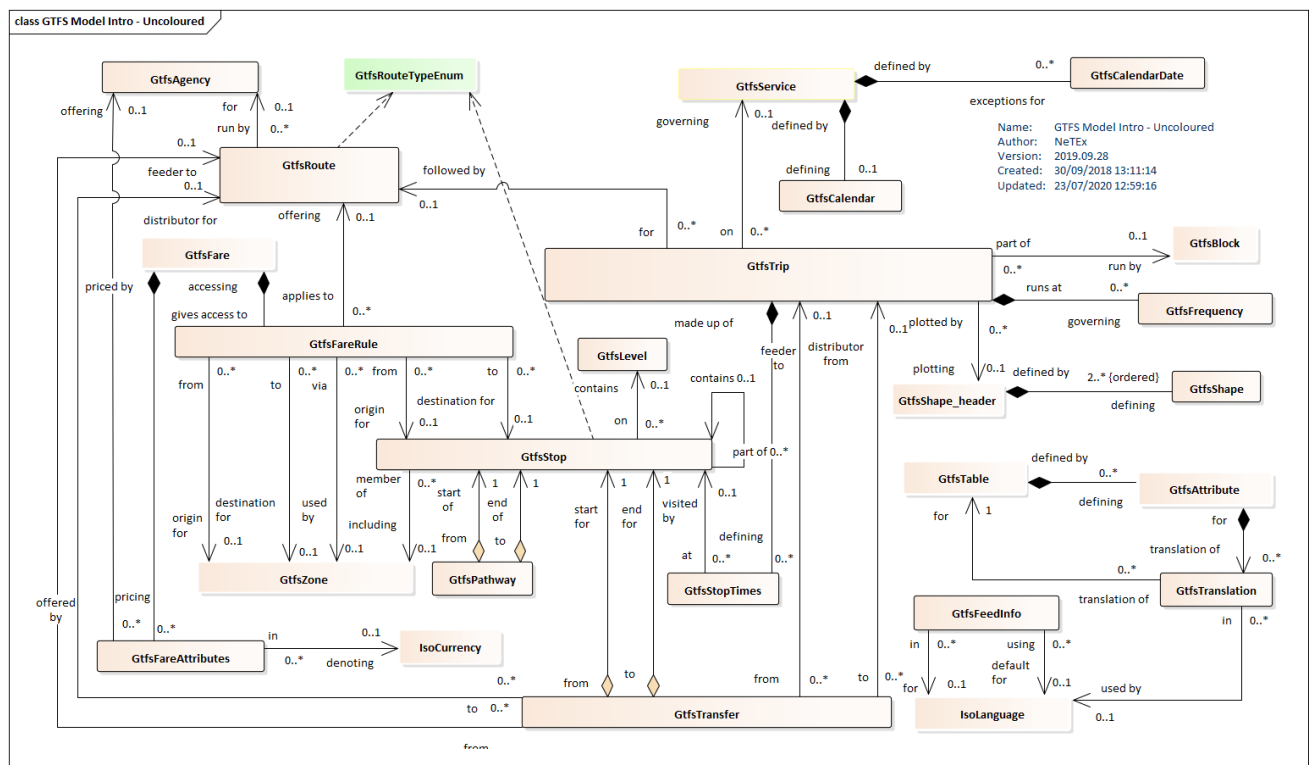 class GTFS Model Intro - Uncoloured
GtfsAgency
GtfsRouteTypeEnum
GtfsService
defined by
0..*
GtfsCalendarDate
exceptions for
offering
0..1
for
0..1
run by
0..*
governing
0..1
defined by
defining
0..1
GtfsCalendar
Name: GTFS Model Intro - Uncoloured
Author: NeTEx
Version: 2019.09.28
Created: 30/09/2018 13:11:14
Updated: 23/07/2020 12:59:16
0..1
feeder to
0..1
GtfsRoute
followed by
0..1
distributor for
offering
0..1
for
0..*
on
0..*
GtfsTrip
part of
0..1
0..*
run by
GtfsBlock
GtfsFare
priced by
accessing
gives access to
applies to
0..*
runs at
0..*
governing
GtfsFrequency
GtfsFareRule
made up of
feeder
to
0..1
distributor
from
0..1
plotted by
0..*
plotting
0..1
GtfsLevel
contains
0..1
on
0..*
contains 0..1
part of 0..*
GtfsShape_header
defined by
2..* {ordered}
defining
GtfsShape
from
0..*
to
0..*
via
0..*
from
0..*
to
0..*
origin
for
0..1
destination for
0..1
GtfsStop
member
of
0..*
start
of
1
end
of
1
start
for
1
end
for
1
visited
by
0..1
GtfsTable
defined by
0..*
defining
GtfsAttribute
for
1
for
origin
for
0..1
destination
for
0..1
used
by
0..1
including
0..1
from
to
at
0..*
defining
0..*
translation of
0..*
0..*
translation of
GtfsZone
GtfsPathway
GtfsStopTimes
GtfsTranslation
offered
by
pricing
0..*
0..*
GtfsFareAttributes
in
0..*
0..1
denoting
IsoCurrency
GtfsFeedInfo
in
0..*
using
0..*
in
0..*
for
0..1
default
for
0..1
used by
0..1
IsoLanguage
0..*
to
0..*
from
from
to
from
0..*
to
0..*
GtfsTransfer